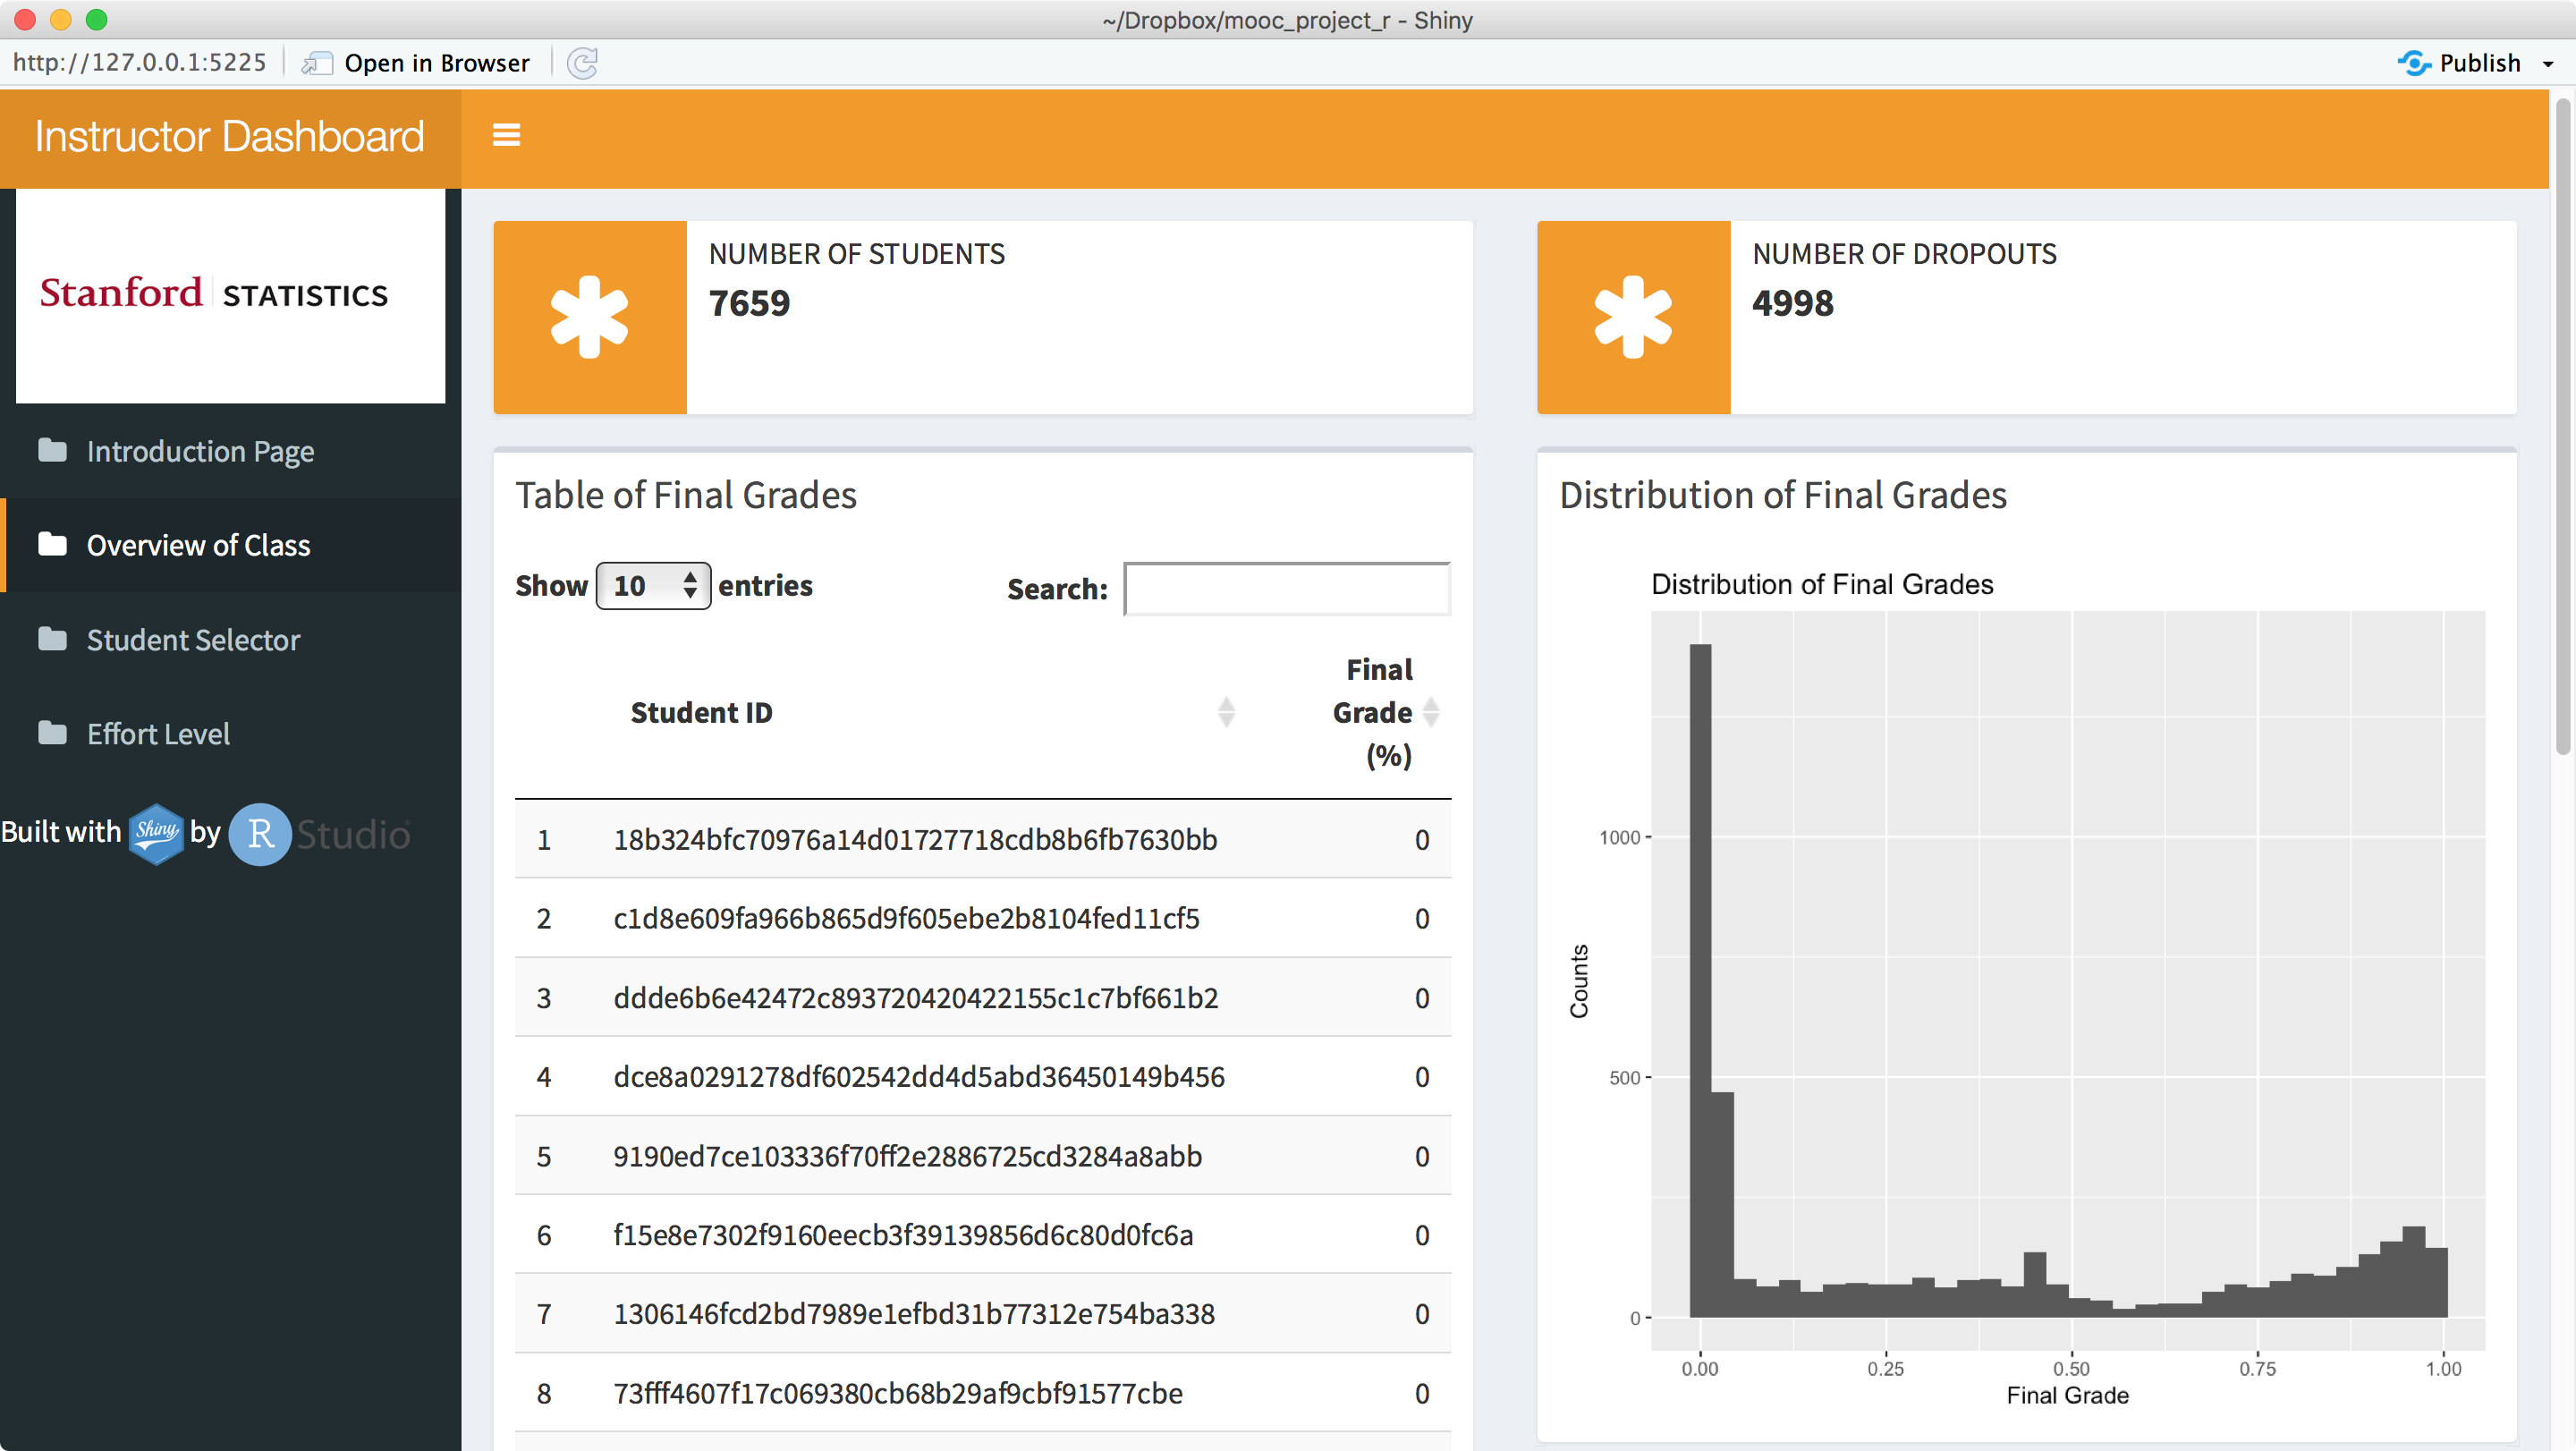 ~/Dropbox/mooc_project_r - Shiny
http://127.0.0.1:5225
Open in Browser
Publish
Instructor Dashboard
Stanford STATISTICS
Introduction Page
Overview of Class
Student Selector
Effort Level
Built with Shiny by R Studio
NUMBER OF STUDENTS
7659
NUMBER OF DROPOUTS
4998
Table of Final Grades
Show 10 entries
Search:
Student ID
Final
Grade
(%)
1 18b324bfc70976a14d01727718cdb8b6fb7630bb 0
2 c1d8e609fa966b865d9f605ebe2b8104fed11cf5 0
3 ddde6b6e42472c893720420422155c1c7bf661b2 0
4 dce8a0291278df602542dd4d5abd36450149b456 0
5 9190ed7ce103336f70ff2e2886725cd3284a8abb 0
6 f15e8e7302f9160eecb3f39139856d6c80d0fc6a 0
7 1306146fcd2bd7989e1efbd31b77312e754ba338 0
8 73fff4607f17c069380cb68b29af9cbf91577cbe 0
Distribution of Final Grades
Distribution of Final Grades
Counts
1000
500
0
0.00 0.25 0.50 0.75 1.00
Final Grade